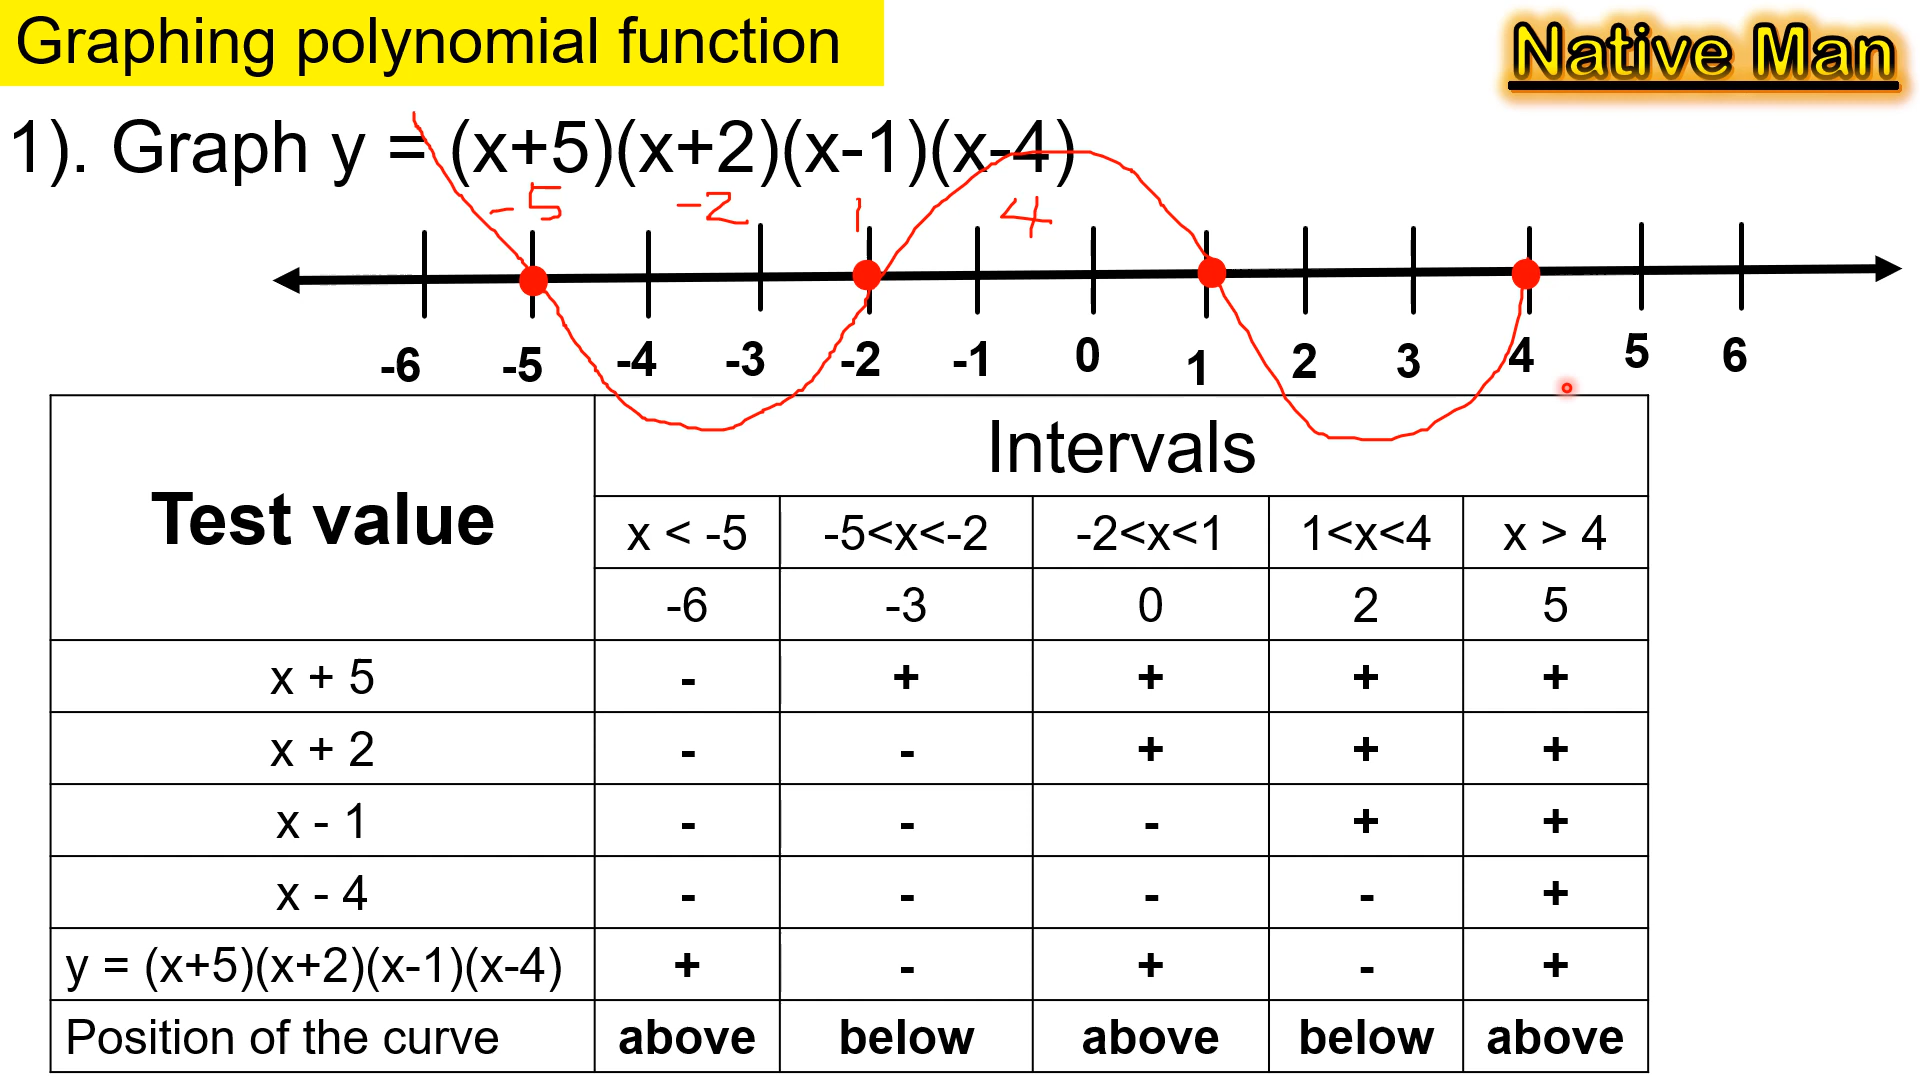 Graphing polynomial function
Native Man
1). Graph y = (x+5)(x+2)(x-1)(x-4)
-5 -2 1 4
-6 -5 -4 -3 -2 -1 0 1 2 3 4 5 6
Test value
Intervals
x < -5 -5<x<-2 -2<x<1 1<x<4 x > 4
-6 -3 0 2 5
x + 5 - + + + +
x + 2 - - + + +
x - 1 - - - + +
x - 4 - - - - +
y = (x+5)(x+2)(x-1)(x-4) + - + - +
Position of the curve above below above below above